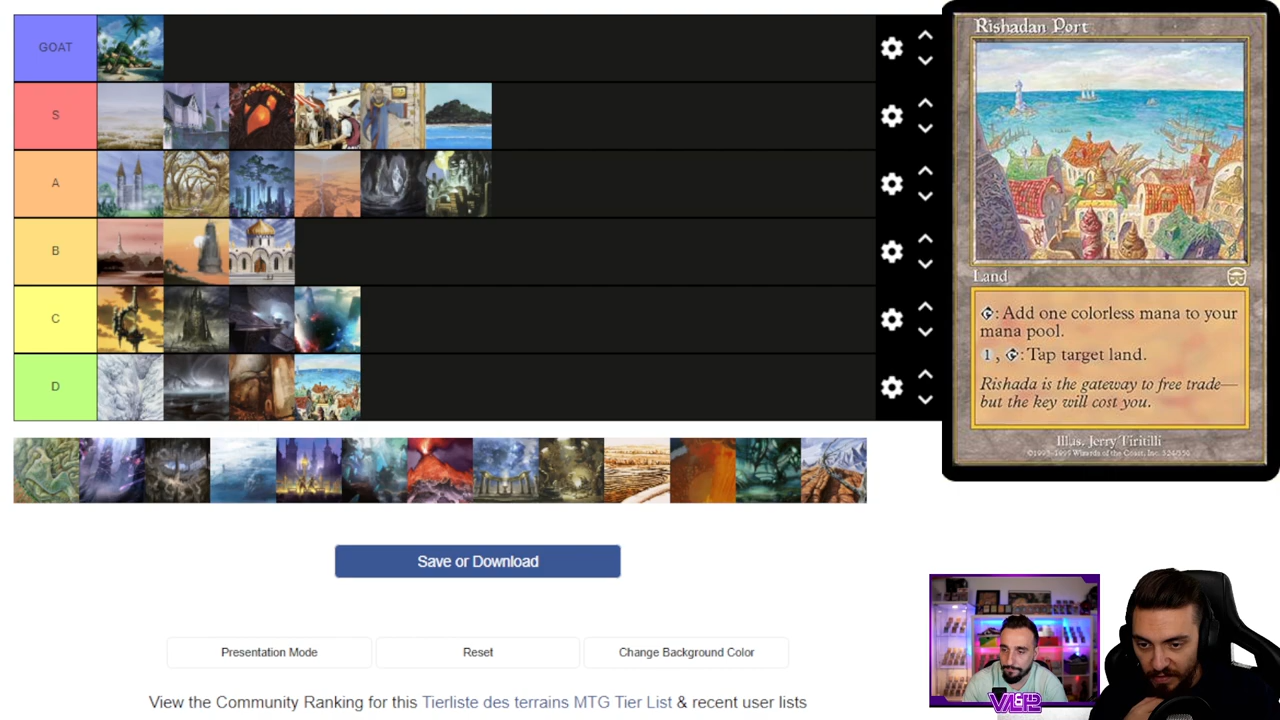 GOAT
S
A
B
C
D
Rishadan Port
Land
: Add one colorless mana to your
mana pool.
1, : Tap target land.
Rishada is the gateway to free trade—
but the key will cost you.
Illus. Jerry Tiritilli
Save or Download
Presentation Mode
Reset
Change Background Color
View the Community Ranking for this Tierliste des terrains MTG Tier List & recent user lists